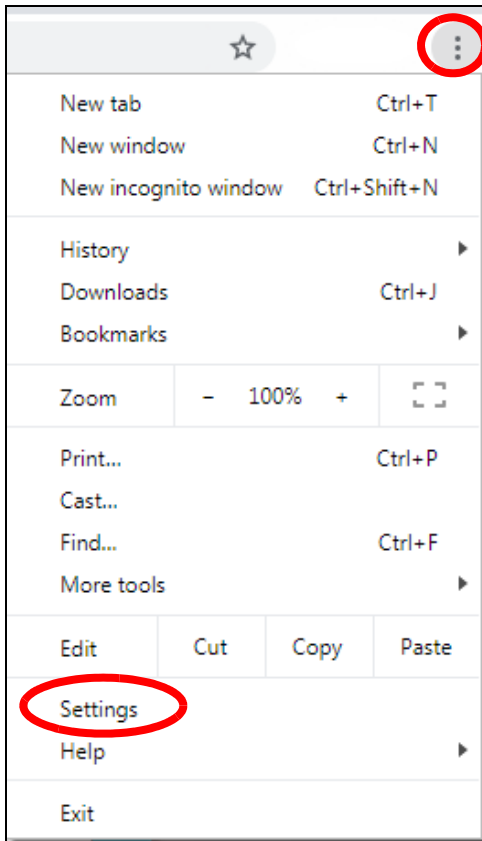 New tab Ctrl+T
New window Ctrl+N
New incognito window Ctrl+Shift+N
History
Downloads Ctrl+J
Bookmarks
Zoom - 100% +
Print... Ctrl+P
Cast...
Find... Ctrl+F
More tools
Edit Cut Copy Paste
Settings
Help
Exit